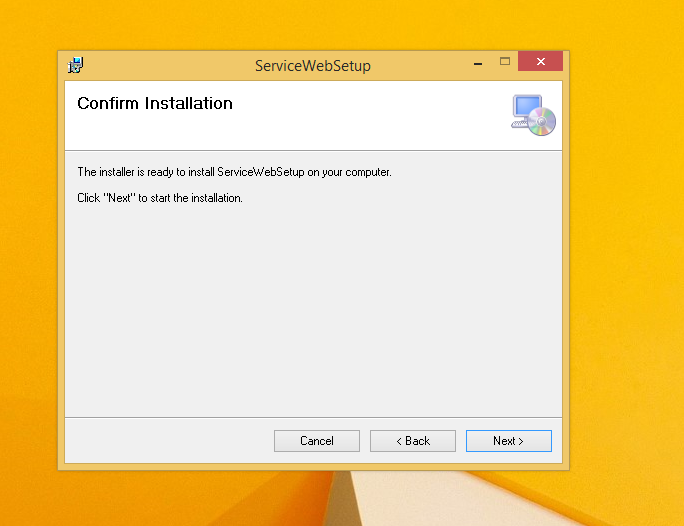 ServiceWebSetup
Confirm Installation
The installer is ready to install ServiceWebSetup on your computer.
Click "Next" to start the installation.
Cancel
< Back
Next >